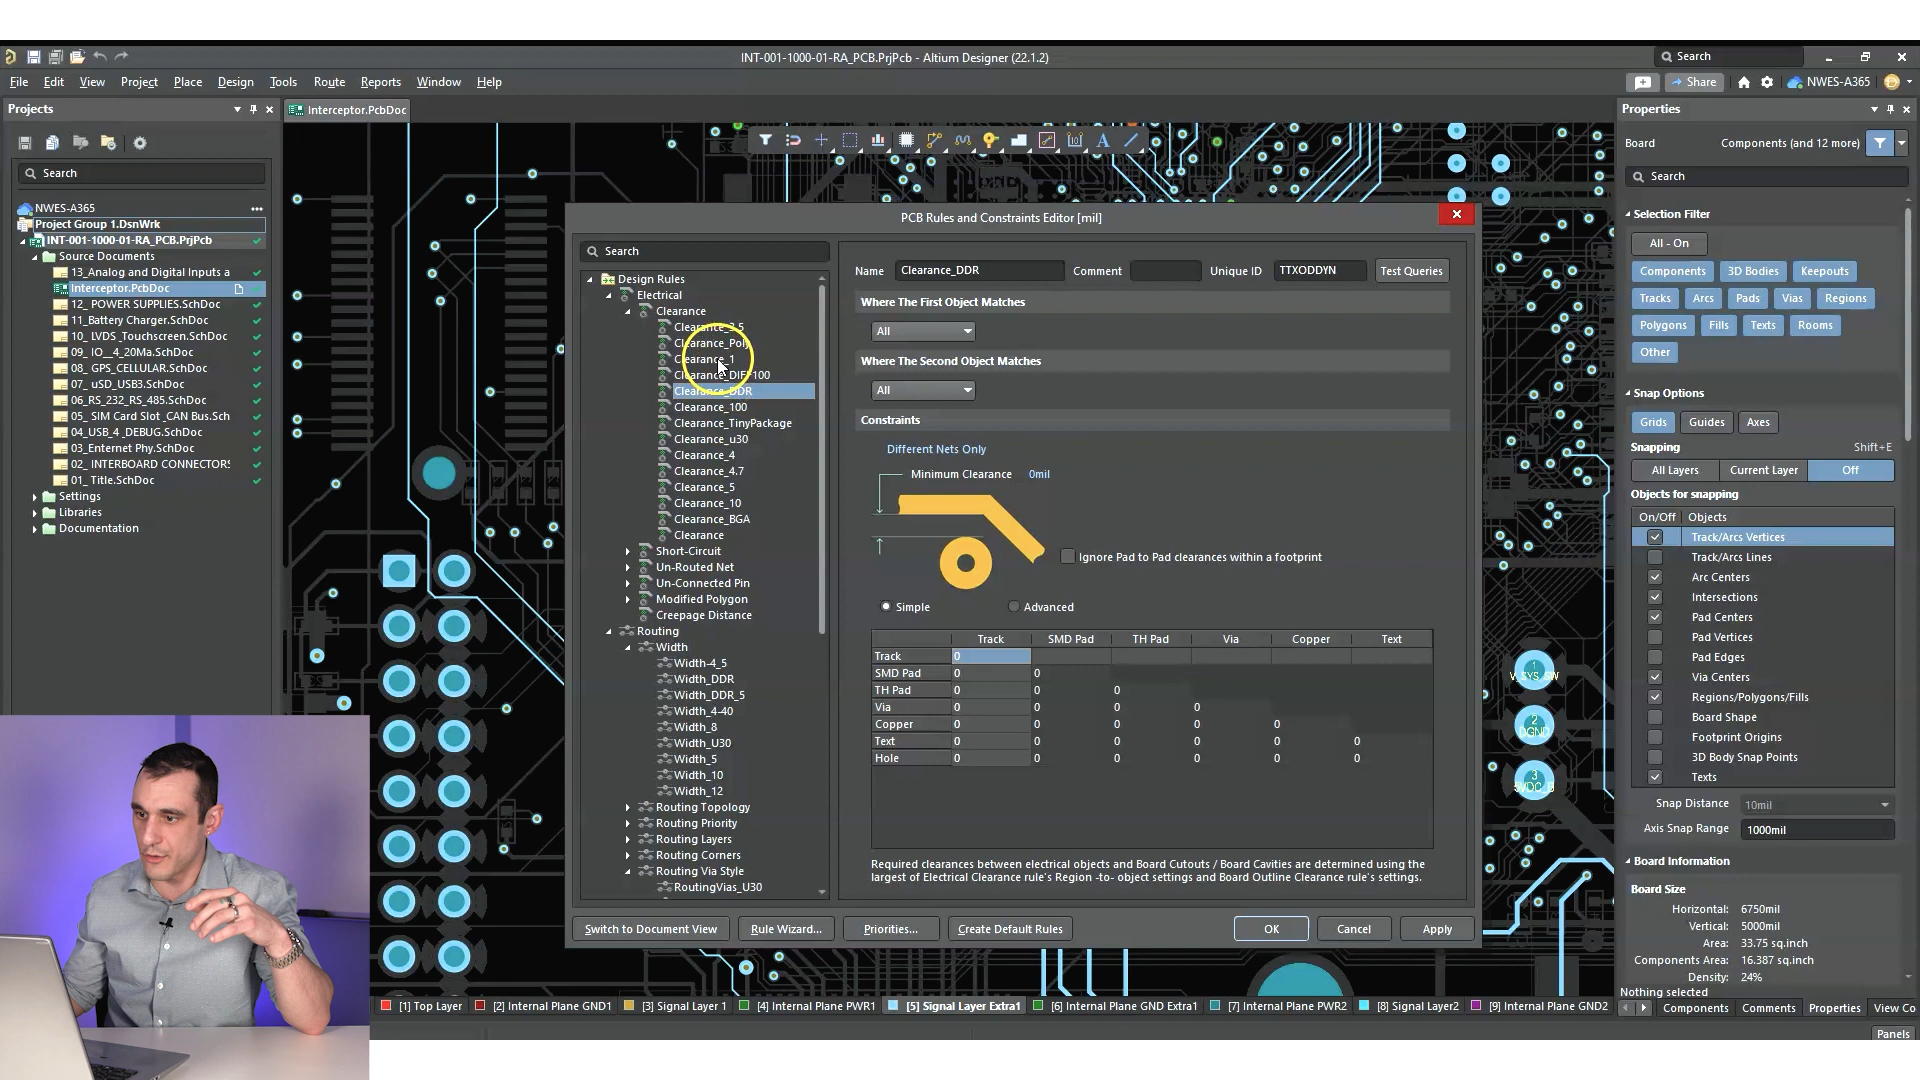 INT-001-1000-01-RA_PCB.PrjPcb - Altium Designer (22.1.2)
Search
File Edit View Project Place Design Tools Route Reports Window Help
Share NWES-A365
Projects
Interceptor.PcbDoc
Search
NWES-A365
Project Group 1.DsnWrk
INT-001-1000-01-RA_PCB.PrjPcb
Source Documents
13_Analog and Digital Inputs a
Interceptor.PcbDoc
12_ POWER SUPPLIES.SchDoc
11_Battery Charger.SchDoc
10_ LVDS_Touchscreen.SchDoc
09_ IO__4_20Ma.SchDoc
08_ GPS_CELLULAR.SchDoc
07_ uSD_USB3.SchDoc
06_RS_232_RS_485.SchDoc
05_ SIM Card Slot_CAN Bus.Sch
04_USB_4_DEBUG.SchDoc
03_Enternet Phy.SchDoc
02_ INTERBOARD CONNECTORS
01_ Title.SchDoc
Settings
Libraries
Documentation
PCB Rules and Constraints Editor [mil]
Search
Design Rules
Electrical
Clearance
Clearance_3.5
Clearance_Poly
Clearance_1
Clearance_DIFF100
Clearance_DDR
Clearance_100
Clearance_TinyPackage
Clearance_u30
Clearance_4
Clearance_4.7
Clearance_5
Clearance_10
Clearance_BGA
Clearance
Short-Circuit
Un-Routed Net
Un-Connected Pin
Modified Polygon
Creepage Distance
Routing
Width
Width-4_5
Width_DDR
Width_DDR_5
Width_4-40
Width_8
Width_U30
Width_5
Width_10
Width_12
Routing Topology
Routing Priority
Routing Layers
Routing Corners
Routing Via Style
RoutingVias_U30
Name Clearance_DDR Comment Unique ID TTXODDYN Test Queries
Where The First Object Matches
All
Where The Second Object Matches
All
Constraints
Different Nets Only
Minimum Clearance 0mil
Ignore Pad to Pad clearances within a footprint
Simple Advanced
Track SMD Pad TH Pad Via Copper Text
Track 0
SMD Pad 0 0
TH Pad 0 0 0
Via 0 0 0 0
Copper 0 0 0 0 0
Text 0 0 0 0 0 0
Hole 0 0 0 0 0 0
Required clearances between electrical objects and Board Cutouts / Board Cavities are determined using the
largest of Electrical Clearance rule's Region -to- object settings and Board Outline Clearance rule's settings.
Switch to Document View Rule Wizard... Priorities... Create Default Rules OK Cancel Apply
1
V_SYS_SW
2
DGND
3
5VDC_B
Properties
Board Components (and 12 more)
Search
Selection Filter
All - On
Components 3D Bodies Keepouts
Tracks Arcs Pads Vias Regions
Polygons Fills Texts Rooms
Other
Snap Options
Grids Guides Axes
Snapping Shift+E
All Layers Current Layer Off
Objects for snapping
On/Off Objects
Track/Arcs Vertices
Track/Arcs Lines
Arc Centers
Intersections
Pad Centers
Pad Vertices
Pad Edges
Via Centers
Regions/Polygons/Fills
Board Shape
Footprint Origins
3D Body Snap Points
Texts
Snap Distance 10mil
Axis Snap Range 1000mil
Board Information
Board Size
Horizontal: 6750mil
Vertical: 5000mil
Area: 33.75 sq.inch
Components Area: 16.387 sq.inch
Density: 24%
Nothing selected
[1] Top Layer [2] Internal Plane GND1 [3] Signal Layer 1 [4] Internal Plane PWR1 [5] Signal Layer Extra1 [6] Internal Plane GND Extra1 [7] Internal Plane PWR2 [8] Signal Layer2 [9] Internal Plane GND2
Components Comments Properties View Co
Panels